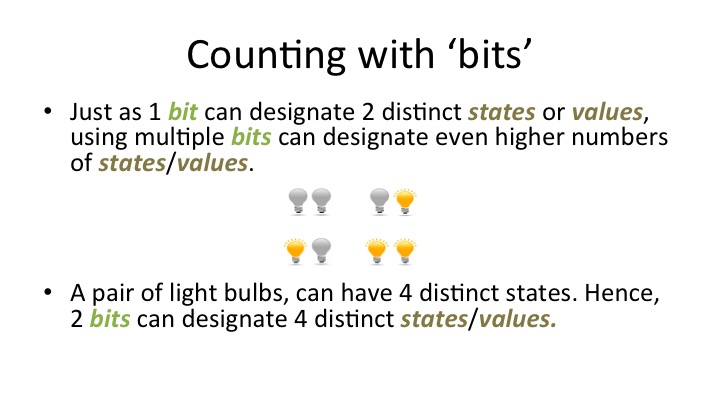 Counting with ‘bits’
• Just as 1 bit can designate 2 distinct states or values,
using multiple bits can designate even higher numbers
of states/values.
• A pair of light bulbs, can have 4 distinct states. Hence,
2 bits can designate 4 distinct states/values.